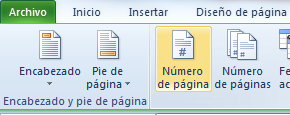 Archivo Inicio Insertar Diseño de página
Encabezado Pie de página Número de página Número de páginas
Encabezado y pie de página